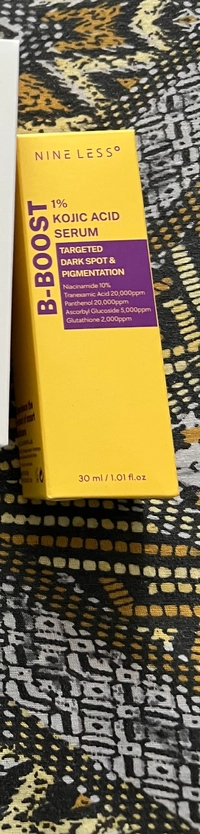 NINE LESS°
B-BOOST
1%
KOJIC ACID
SERUM
TARGETED
DARK SPOT &
PIGMENTATION
Niacinamide 10%
Tranexamic Acid 20,000ppm
Panthenol 20,000ppm
Ascorbyl Glucoside 5,000ppm
Glutathione 2,000ppm
30 ml / 1.01 fl.oz